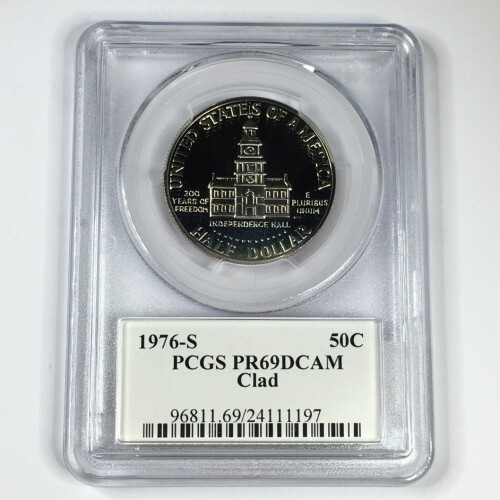 UNITED STATES OF AMERICA
200
YEARS OF
FREEDOM
E
PLURIBUS
UNUM
INDEPENDENCE HALL
HALF DOLLAR
1976-S 50C
PCGS PR69DCAM
Clad
96811.69/24111197